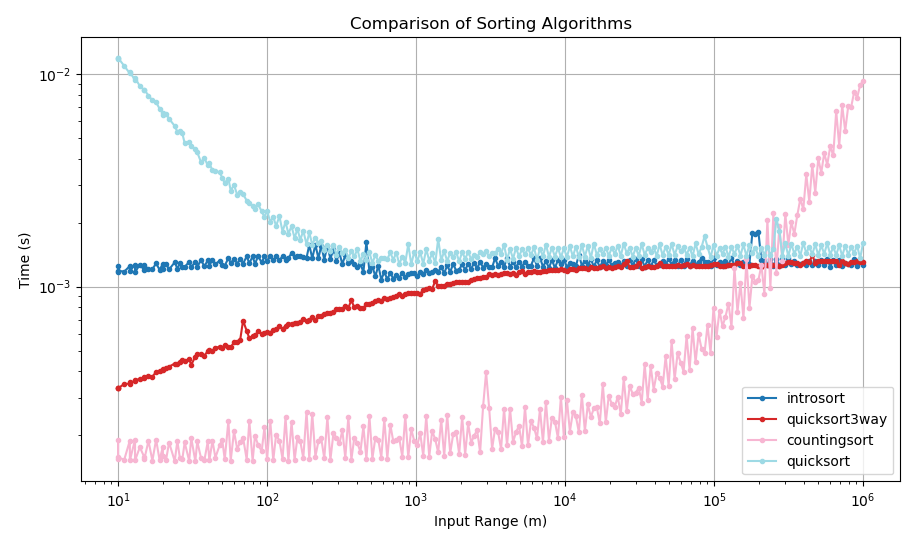 Comparison of Sorting Algorithms
Time (s)
10⁻²
10⁻³
introsort
quicksort3way
countingsort
quicksort
10¹
10²
10³
10⁴
10⁵
10⁶
Input Range (m)